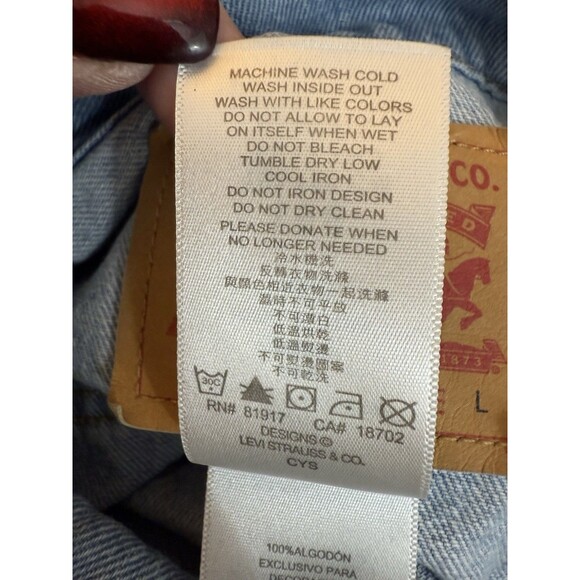 MACHINE WASH COLD
WASH INSIDE OUT
WASH WITH LIKE COLORS
DO NOT ALLOW TO LAY
ON ITSELF WHEN WET
DO NOT BLEACH
TUMBLE DRY LOW
COOL IRON
DO NOT IRON DESIGN
DO NOT DRY CLEAN
PLEASE DONATE WHEN
NO LONGER NEEDED
冷水機洗
反轉衣物洗滌
與顏色相近衣物一起洗滌
濕時不可平放
不可漂白
低溫烘乾
低溫熨燙
不可熨燙圖案
不可乾洗
30C
RN# 81917 CA# 18702
DESIGNS ©
LEVI STRAUSS & CO.
CYS
CO.
1873
L
100%ALGODÓN
EXCLUSIVO PARA